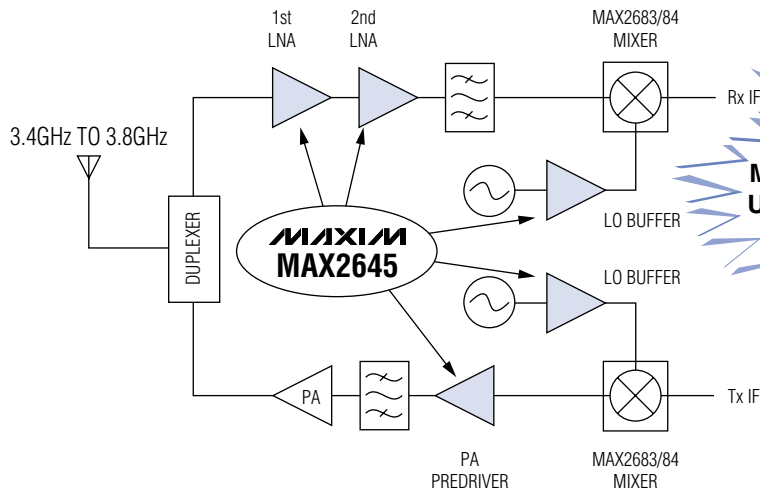 1st
LNA
2nd
LNA
MAX2683/84
MIXER
Rx IF
3.4GHz TO 3.8GHz
DUPLEXER
MAXIM
MAX2645
LO BUFFER
LO BUFFER
PA
Tx IF
PA
PREDRIVER
MAX2683/84
MIXER